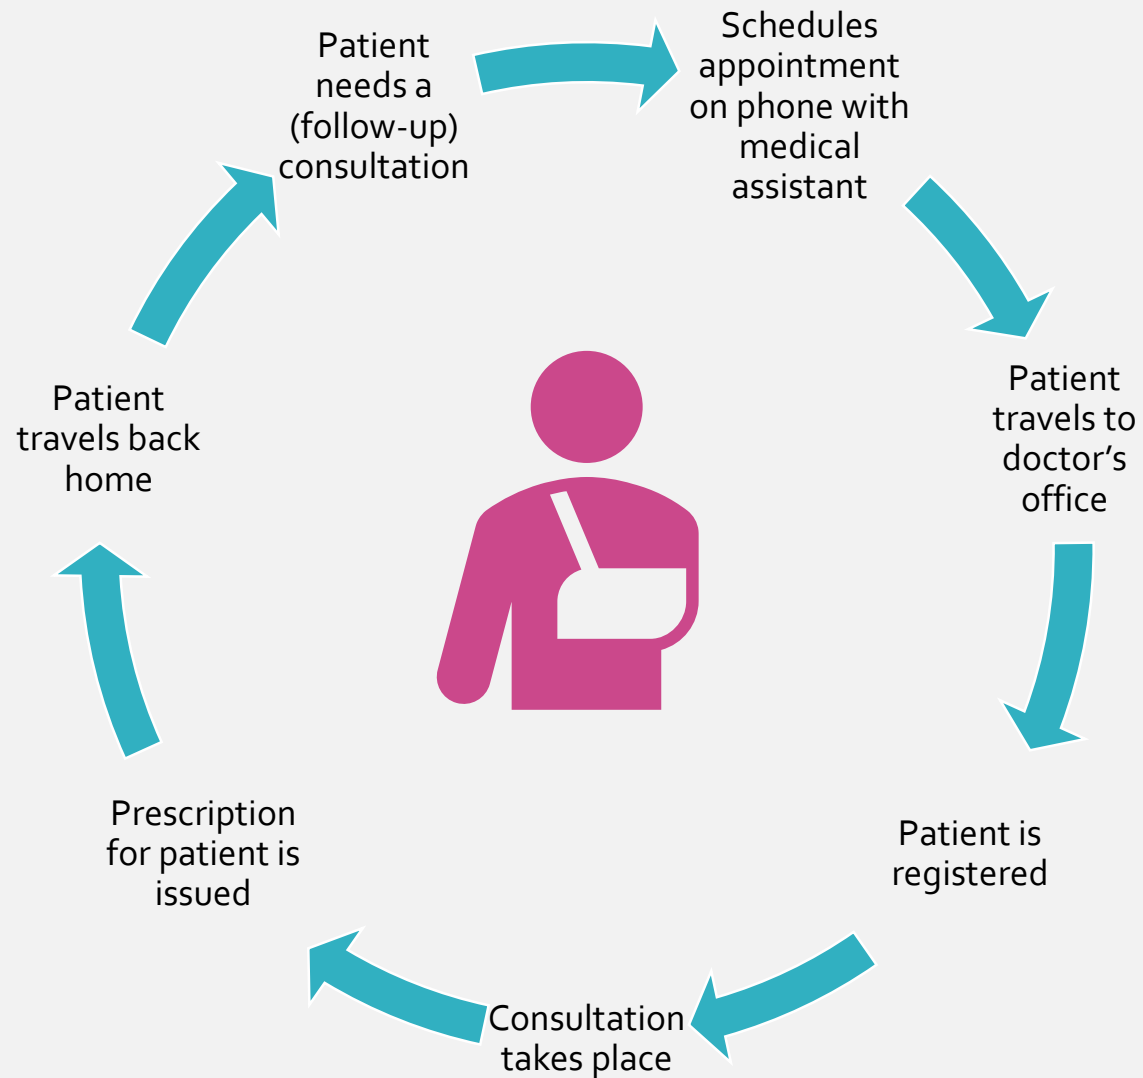 Patient
needs a
(follow-up)
consultation
Schedules
appointment
on phone with
medical
assistant
Patient
travels to
doctor’s
office
Patient is
registered
Consultation
takes place
Prescription
for patient is
issued
Patient
travels back
home